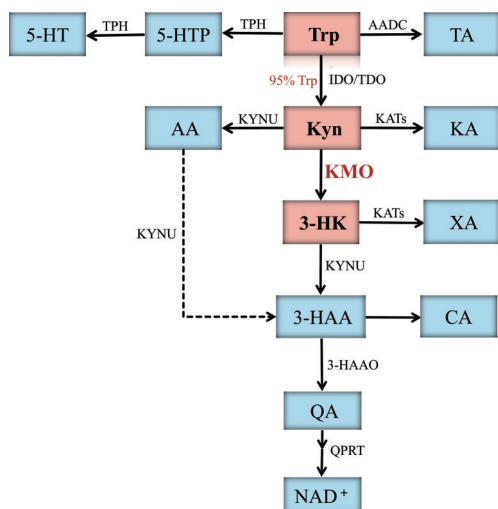 5-HT
TPH
5-HTP
TPH
Trp
AADC
TA
95% Trp
IDO/TDO
AA
KYNU
Kyn
KATs
KA
KMO
KYNU
3-HK
KATs
XA
KYNU
3-HAA
CA
3-HAAO
QA
QPRT
NAD⁺